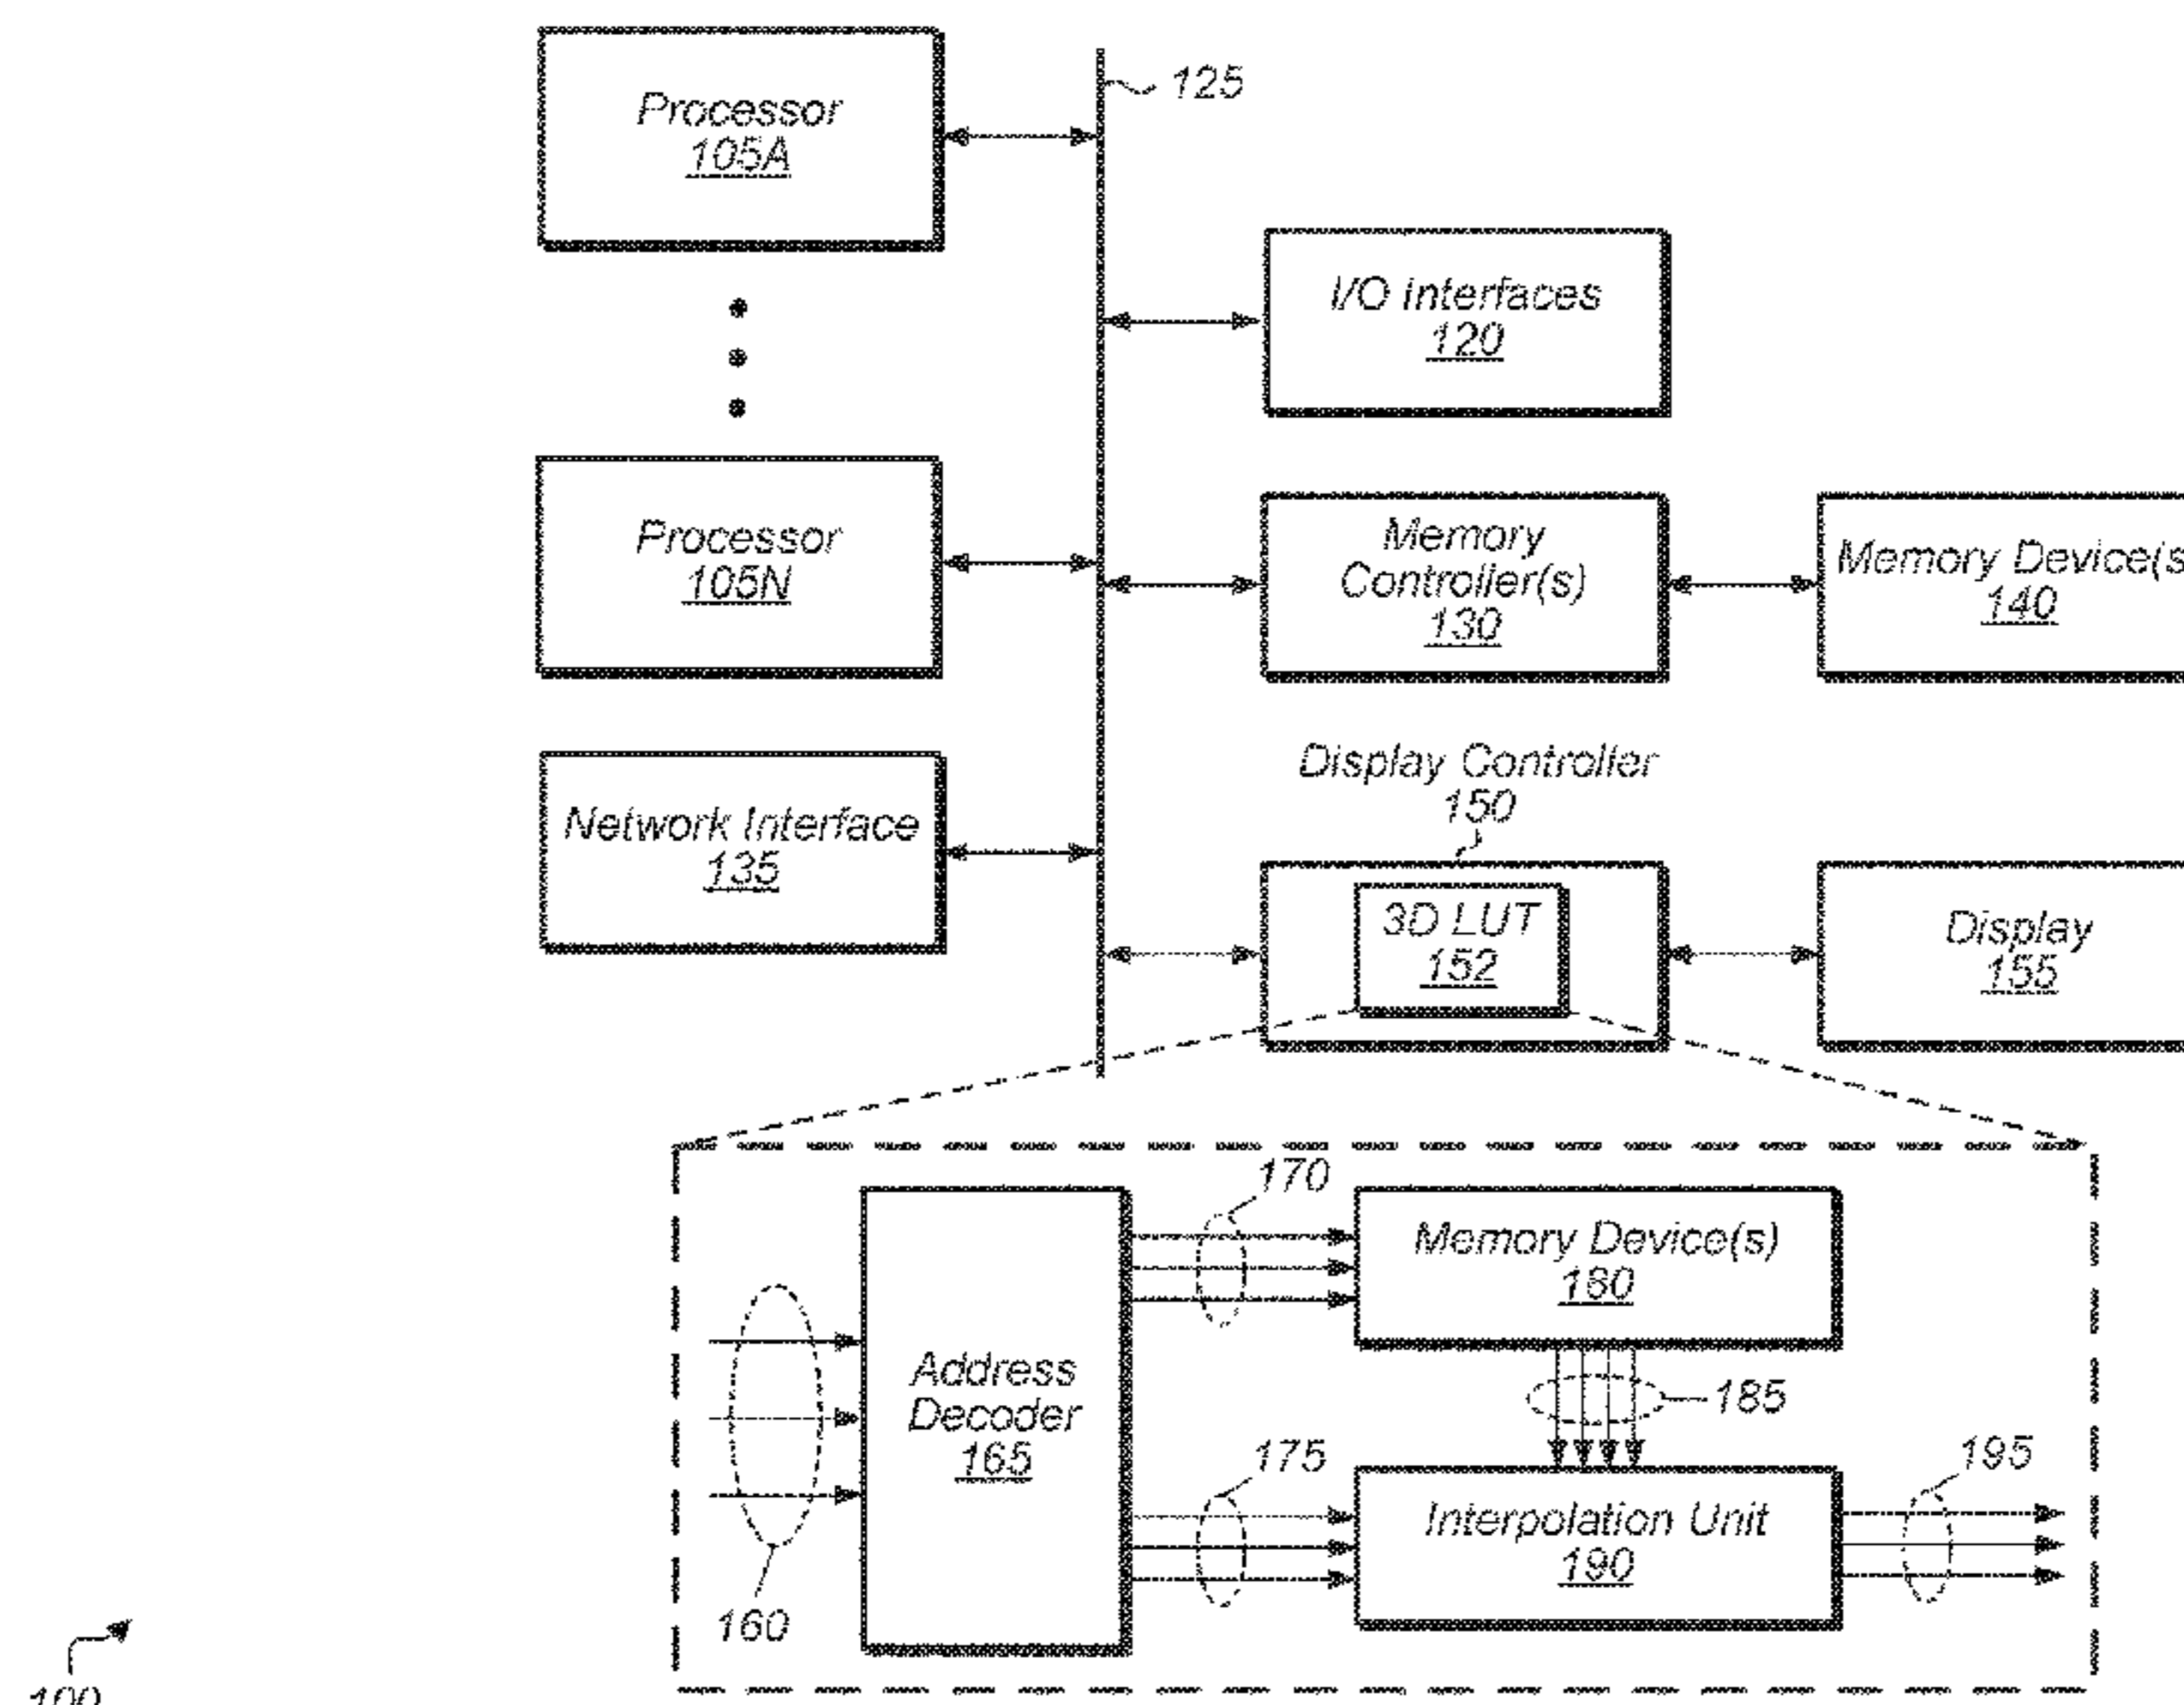 Processor
105A
125
I/O Interfaces
120
Processor
105N
Memory
Controller(s)
130
Memory Device(s
140
Network Interface
135
Display Controller
150
3D LUT
152
Display
155
170
Memory Device(s)
180
Address
Decoder
165
185
175
195
Interpolation Unit
190
160
100